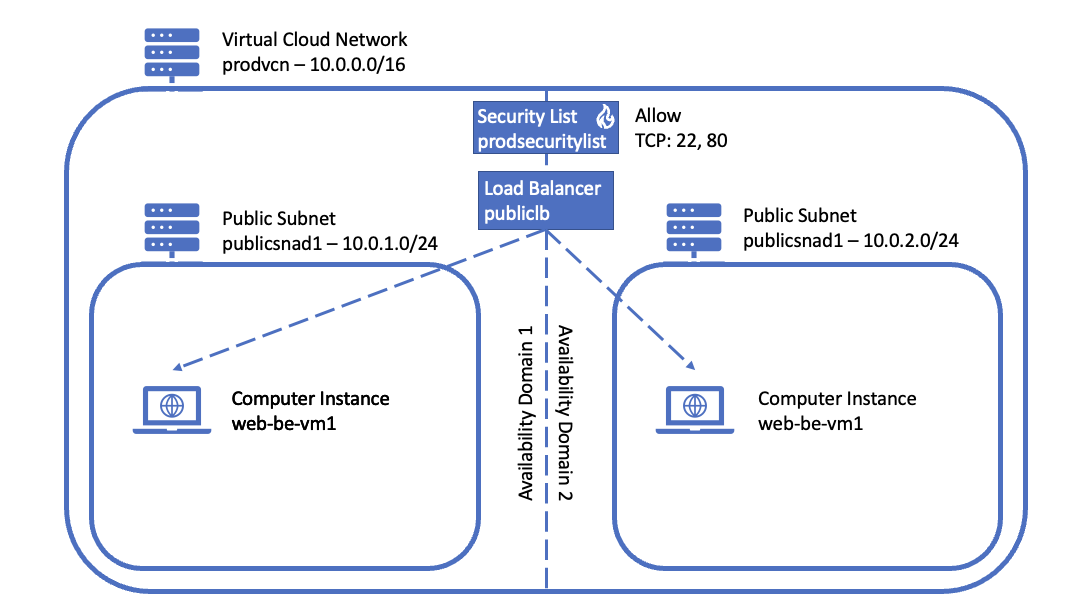 Virtual Cloud Network
prodvcn – 10.0.0.0/16
Security List
prodsecuritylist
Allow
TCP: 22, 80
Load Balancer
publiclb
Public Subnet
publicsnad1 – 10.0.1.0/24
Public Subnet
publicsnad1 – 10.0.2.0/24
Availability Domain 1
Availability Domain 2
Computer Instance
web-be-vm1
Computer Instance
web-be-vm1